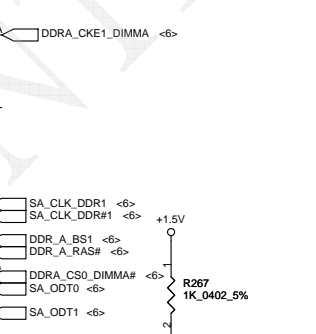 DDRA_CKE1_DIMMA <6>
SA_CLK_DDR1 <6>
SA_CLK_DDR#1 <6>
+1.5V
DDR_A_BS1 <6>
DDR_A_RAS# <6>
DDRA_CS0_DIMMA# <6>
SA_ODT0 <6>
1
R267
1K_0402_5%
SA_ODT1 <6>
2